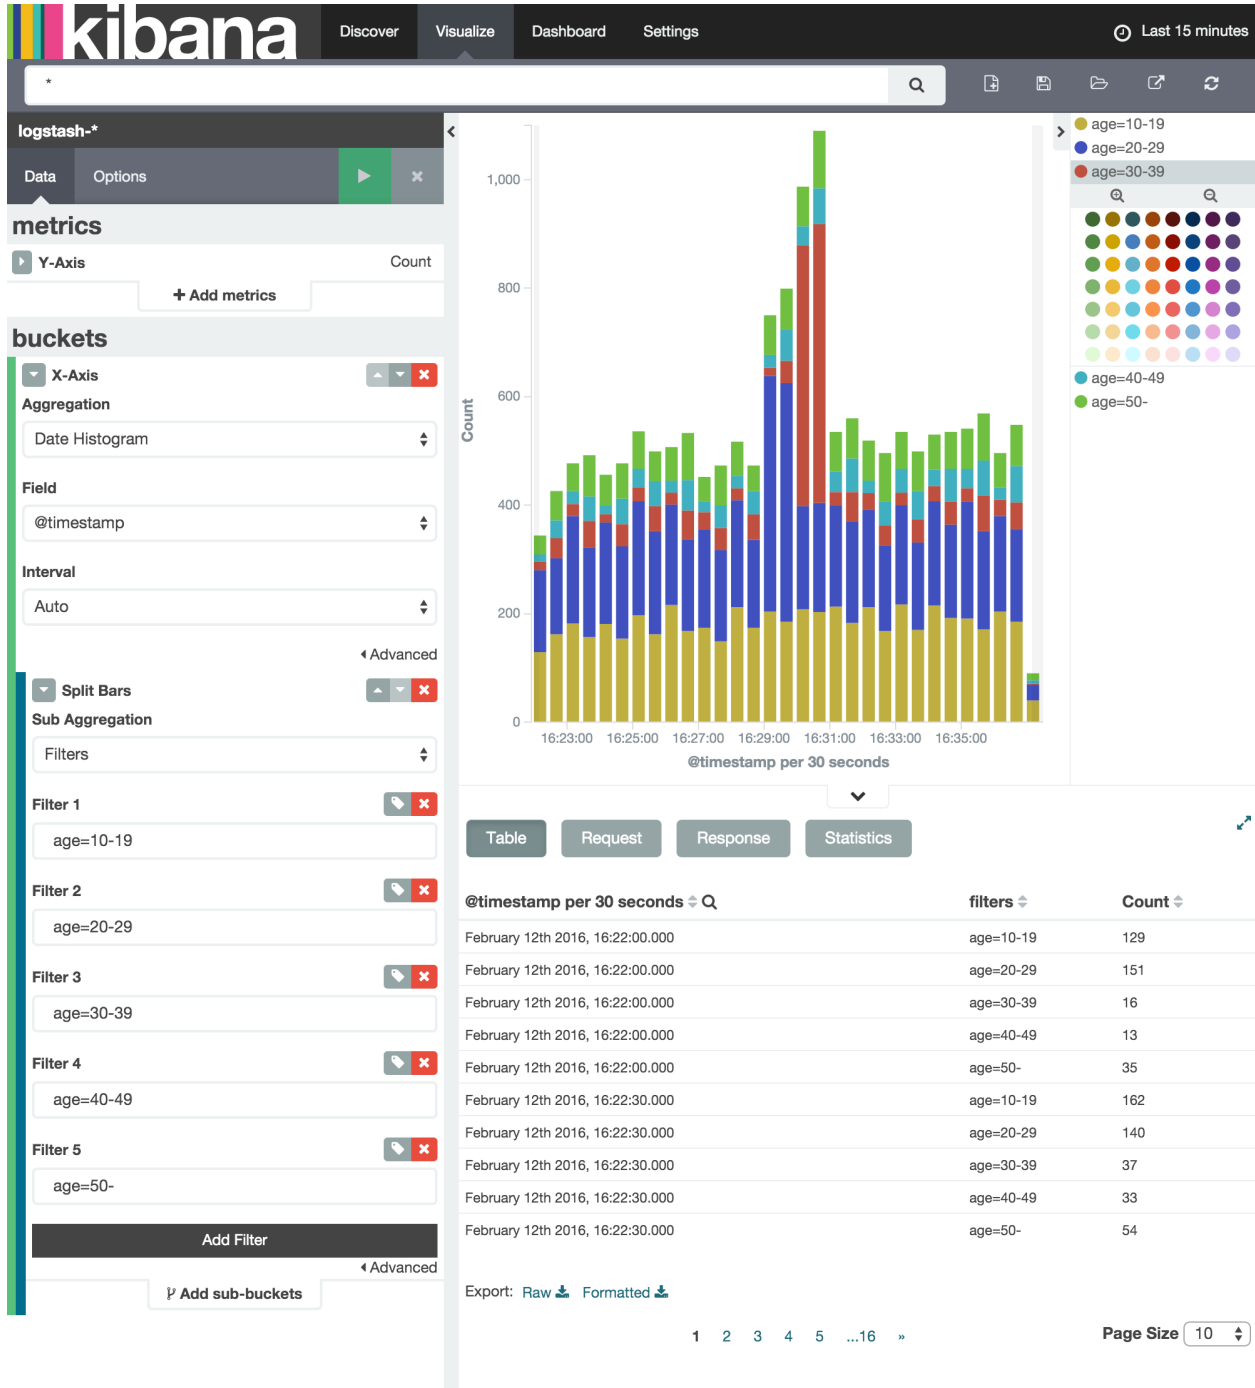 kibana
Discover
Visualize
Dashboard
Settings
Last 15 minutes
*
logstash-*
Data
Options
metrics
Y-Axis
Count
Add metrics
buckets
X-Axis
Aggregation
Date Histogram
Field
@timestamp
Interval
Auto
Advanced
Split Bars
Sub Aggregation
Filters
Filter 1
age=10-19
Filter 2
age=20-29
Filter 3
age=30-39
Filter 4
age=40-49
Filter 5
age=50-
Add Filter
Advanced
Add sub-buckets
Count
1,000
800
600
400
200
0
16:23:00 16:25:00 16:27:00 16:29:00 16:31:00 16:33:00 16:35:00
@timestamp per 30 seconds
age=10-19
age=20-29
age=30-39
age=40-49
age=50-
Table
Request
Response
Statistics
@timestamp per 30 seconds filters Count
February 12th 2016, 16:22:00.000 age=10-19 129
February 12th 2016, 16:22:00.000 age=20-29 151
February 12th 2016, 16:22:00.000 age=30-39 16
February 12th 2016, 16:22:00.000 age=40-49 13
February 12th 2016, 16:22:00.000 age=50- 35
February 12th 2016, 16:22:30.000 age=10-19 162
February 12th 2016, 16:22:30.000 age=20-29 140
February 12th 2016, 16:22:30.000 age=30-39 37
February 12th 2016, 16:22:30.000 age=40-49 33
February 12th 2016, 16:22:30.000 age=50- 54
Export: Raw Formatted
1 2 3 4 5 ...16 »
Page Size 10